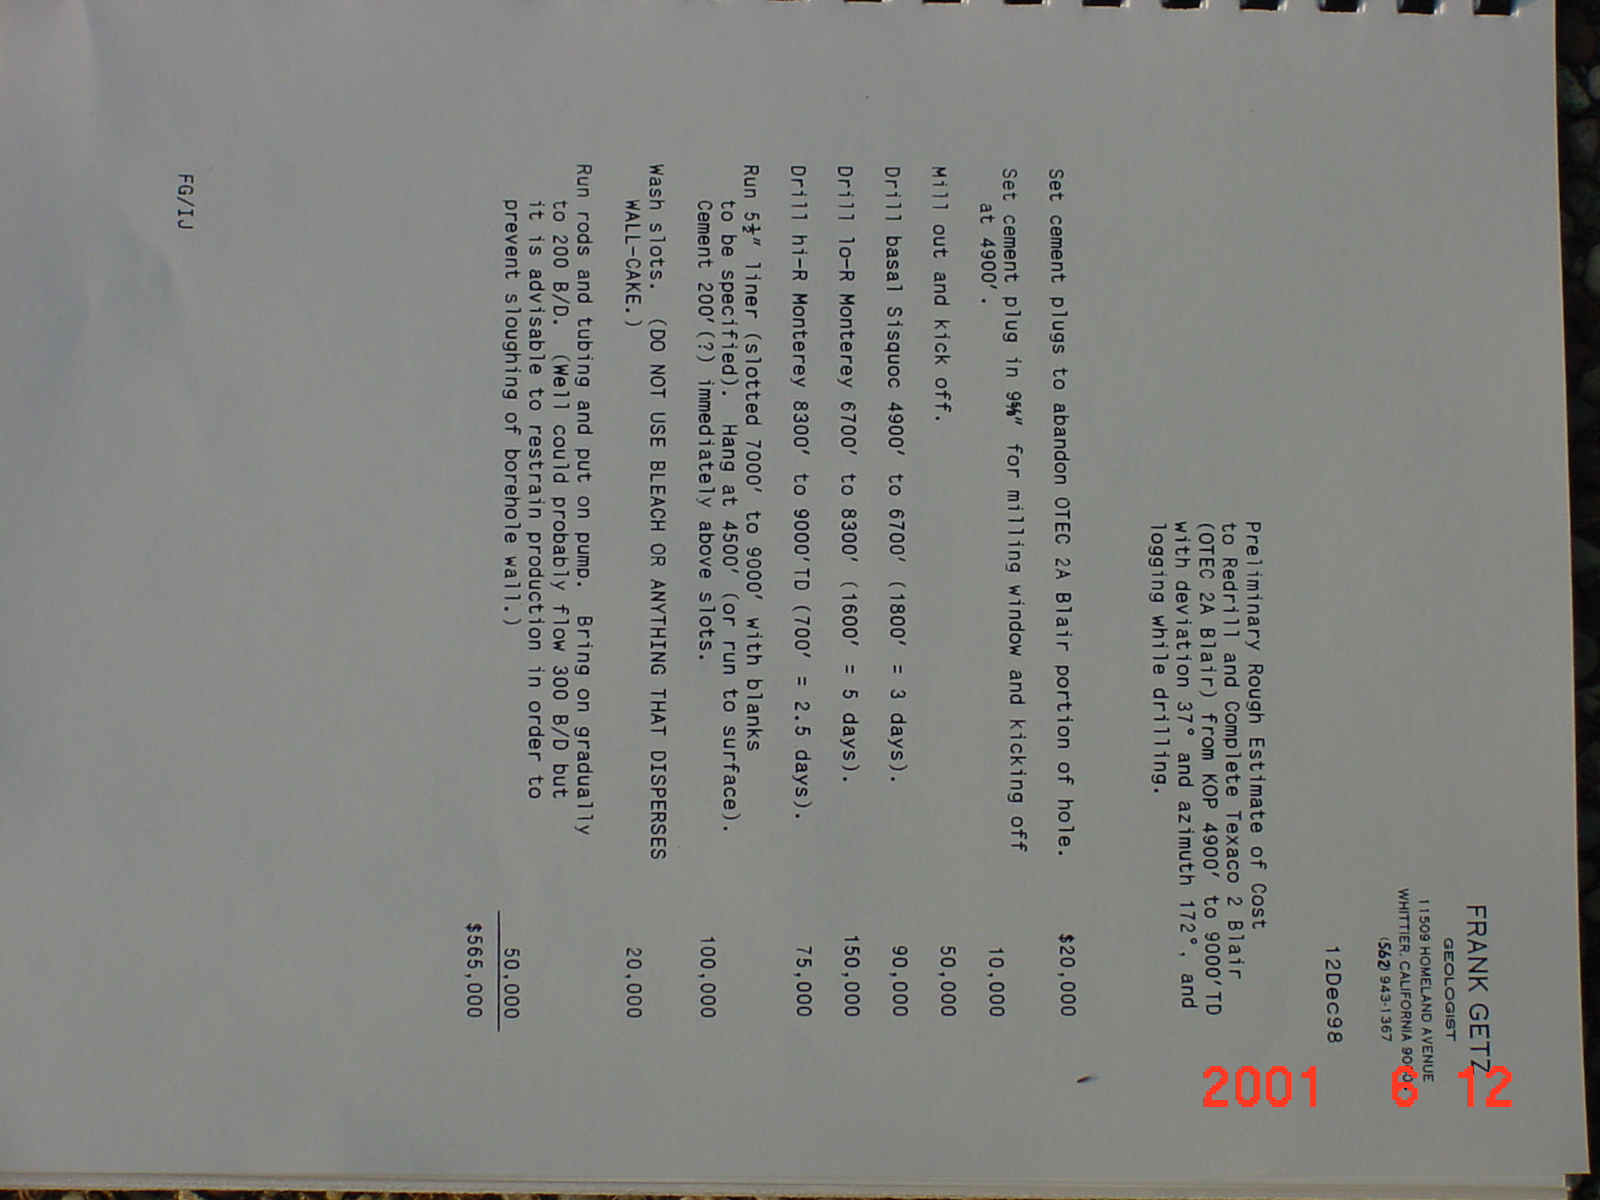 FRANK GETZ
GEOLOGIST
11509 HOMELAND AVENUE
WHITTIER, CALIFORNIA
(562) 943-1367
12Dec98
Preliminary Rough Estimate of Cost
to Redrill and Complete Texaco 2 Blair
(OTEC 2A Blair) from KOP 4900' to 9000'TD
with deviation 37° and azimuth 172°, and
logging while drilling.
Set cement plugs to abandon OTEC 2A Blair portion of hole. $20,000
Set cement plug in 9⅝" for milling window and kicking off
at 4900'. 10,000
Mill out and kick off. 50,000
Drill basal Sisquoc 4900' to 6700' (1800' = 3 days). 90,000
Drill lo-R Monterey 6700' to 8300' (1600' = 5 days). 150,000
Drill hi-R Monterey 8300' to 9000'TD (700' = 2.5 days). 75,000
Run 5½" liner (slotted 7000' to 9000' with blanks
to be specified). Hang at 4500' (or run to surface).
Cement 200'(?) immediately above slots. 100,000
Wash slots. (DO NOT USE BLEACH OR ANYTHING THAT DISPERSES
WALL-CAKE.) 20,000
Run rods and tubing and put on pump. Bring on gradually
to 200 B/D. (Well could probably flow 300 B/D but
it is advisable to restrain production in order to
prevent sloughing of borehole wall.) 50,000
$565,000
FG/IJ
2001 6 12